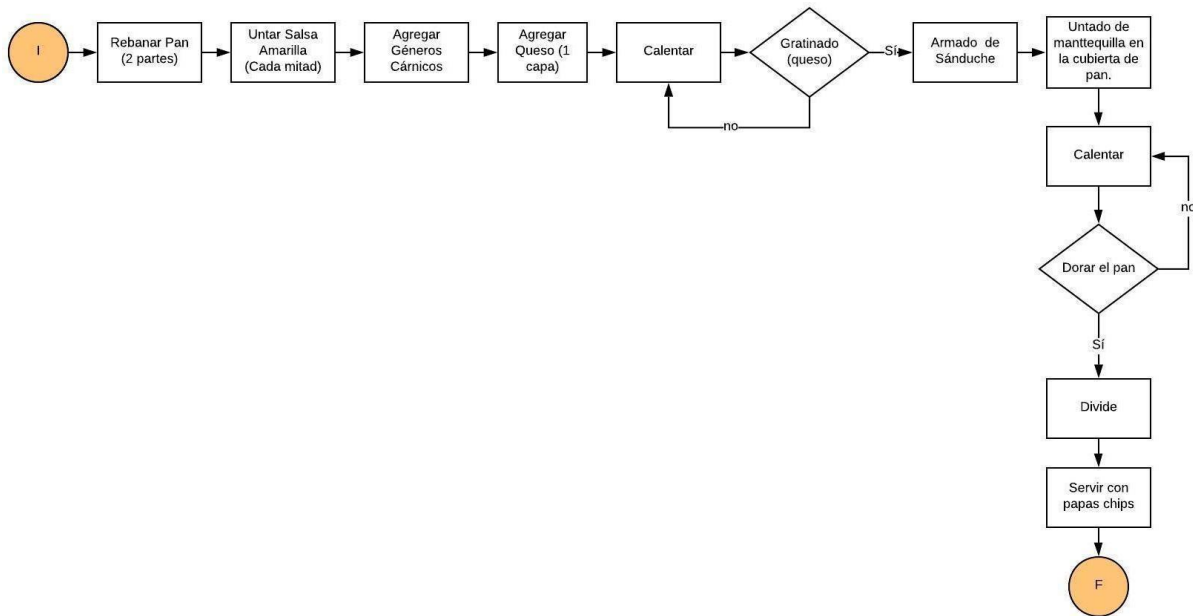 I
Rebanar Pan
(2 partes)
Untar Salsa
Amarilla
(Cada mitad)
Agregar
Géneros
Cárnicos
Agregar
Queso (1
capa)
Calentar
Gratinado
(queso)
Sí
no
Armado de
Sánduche
Untado de
manttequilla en
la cubierta de
pan.
Calentar
no
Dorar el pan
Sí
Divide
Servir con
papas chips
F